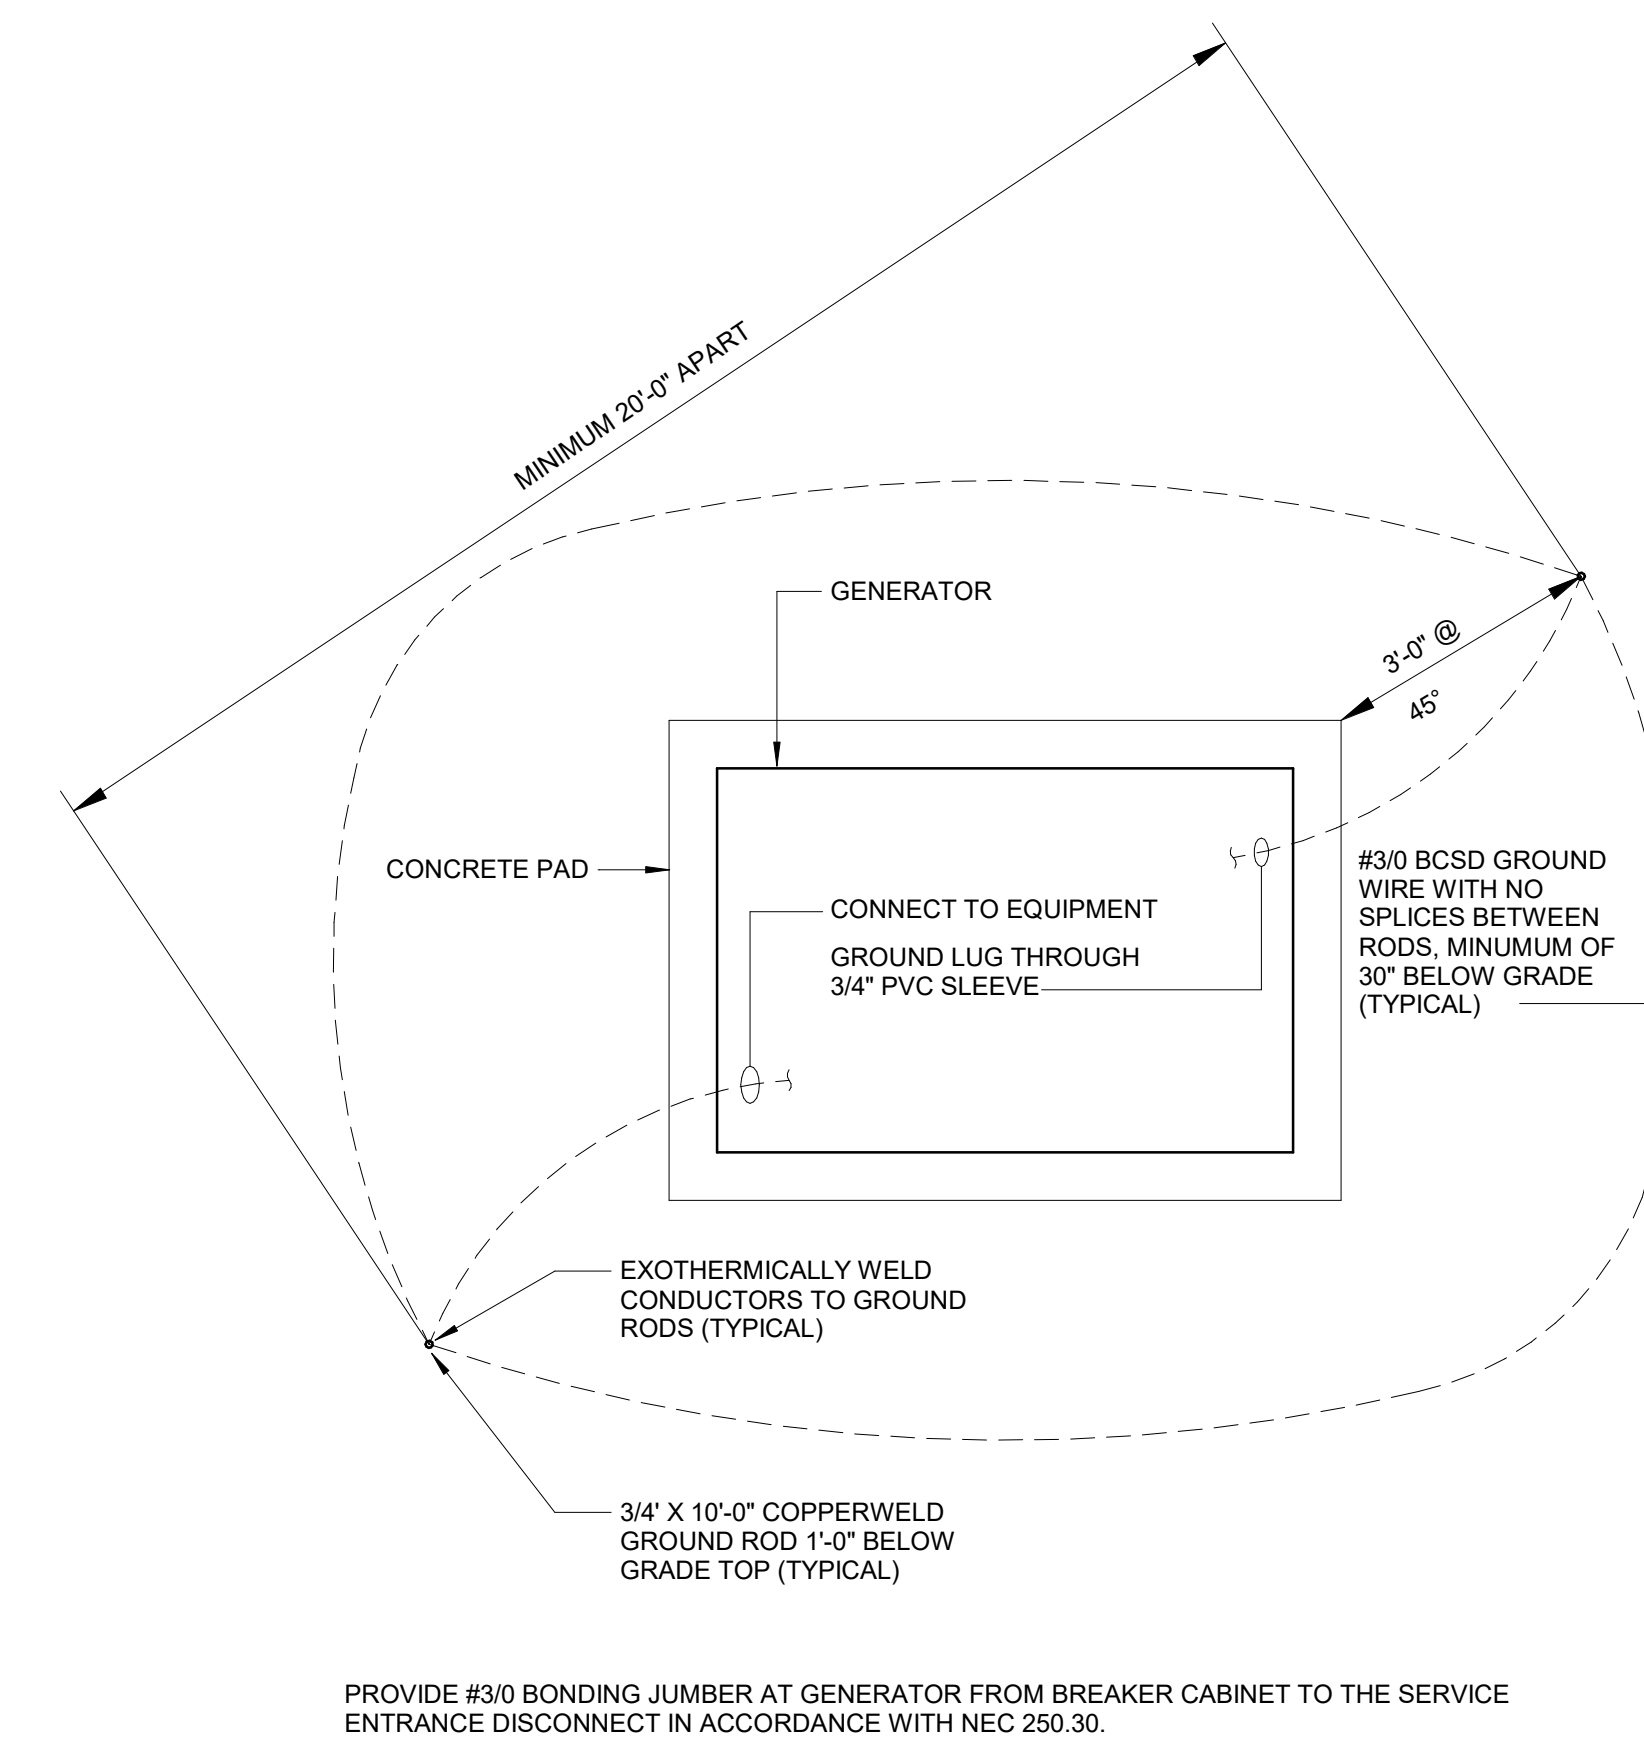 MINIMUM 20'-0" APART
GENERATOR
3'-0" @
45°
CONCRETE PAD
CONNECT TO EQUIPMENT
GROUND LUG THROUGH
3/4" PVC SLEEVE
#3/0 BCSD GROUND
WIRE WITH NO
SPLICES BETWEEN
RODS, MINUMUM OF
30" BELOW GRADE
(TYPICAL)
EXOTHERMICALLY WELD
CONDUCTORS TO GROUND
RODS (TYPICAL)
3/4' X 10'-0" COPPERWELD
GROUND ROD 1'-0" BELOW
GRADE TOP (TYPICAL)
PROVIDE #3/0 BONDING JUMBER AT GENERATOR FROM BREAKER CABINET TO THE SERVICE
ENTRANCE DISCONNECT IN ACCORDANCE WITH NEC 250.30.